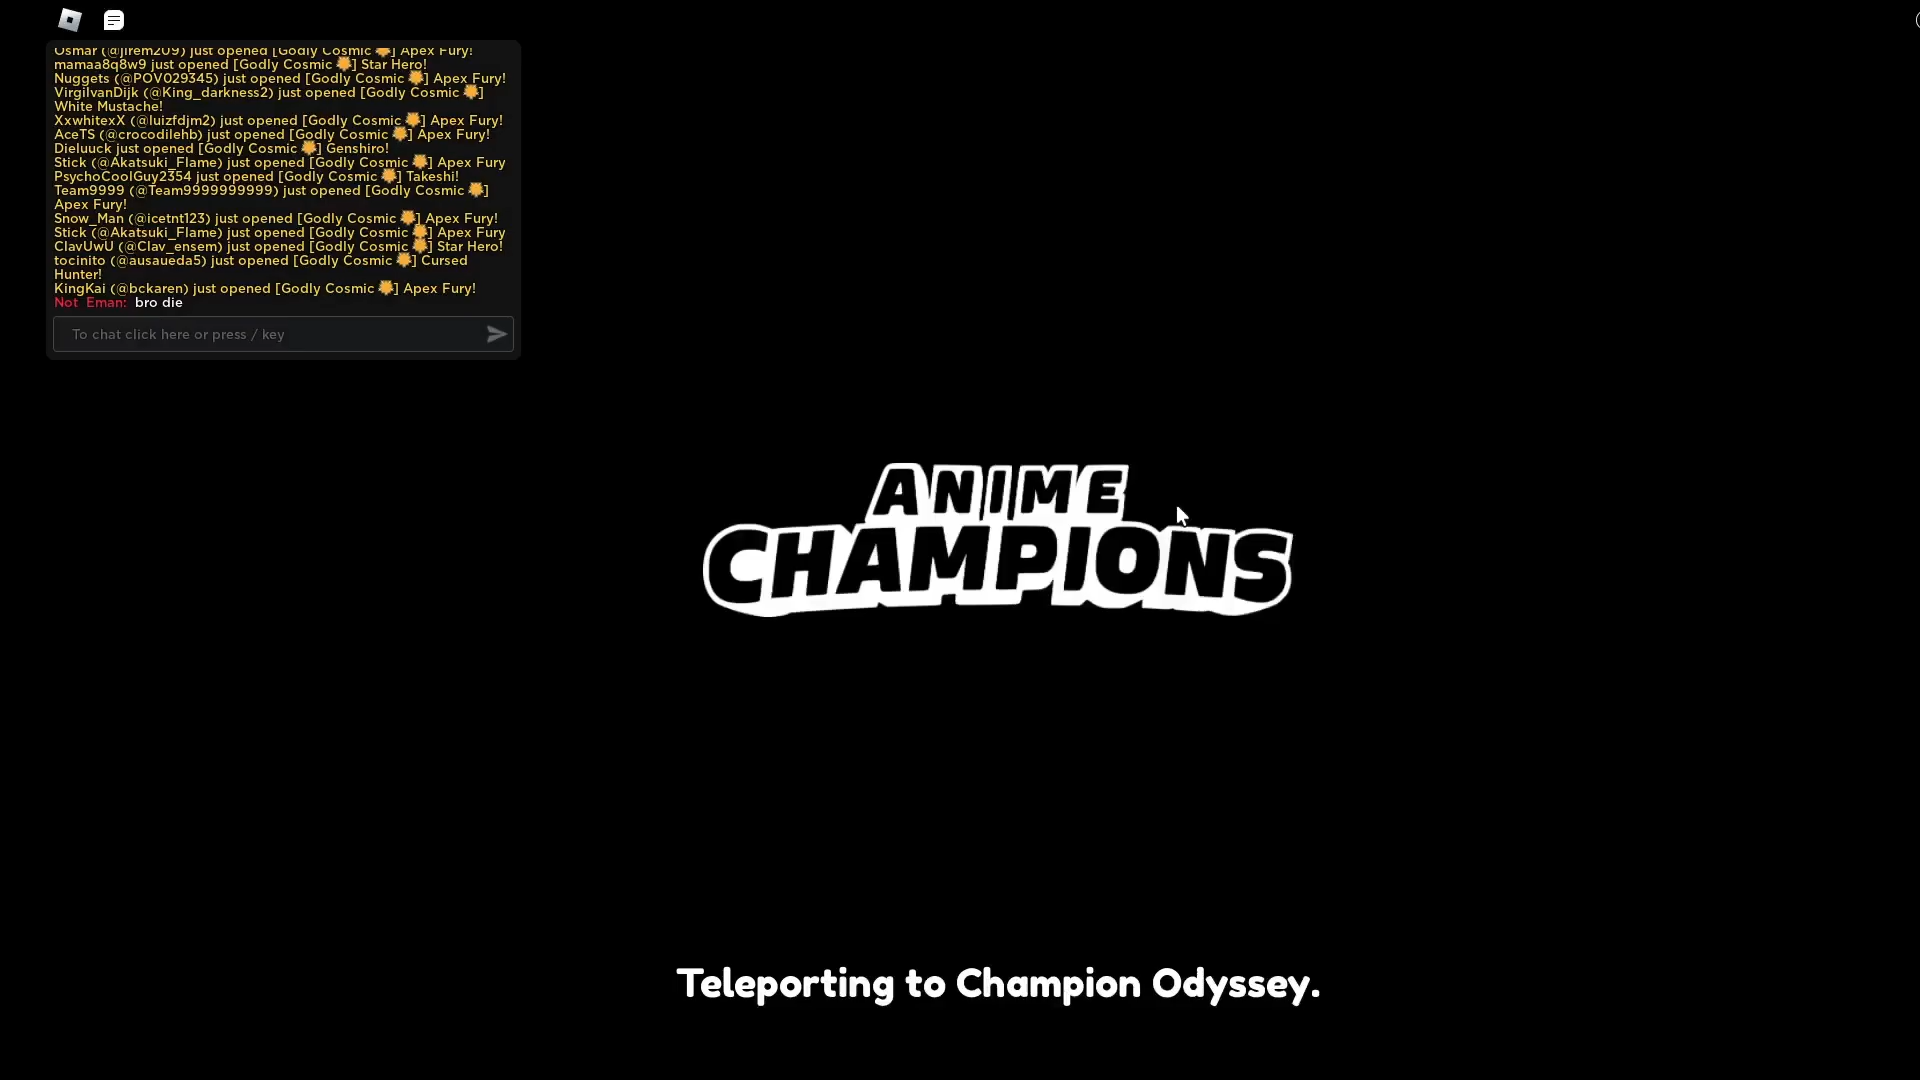 Osmar (@jirem209) just opened [Godly Cosmic ] Apex Fury!
mamaa8q8w9 just opened [Godly Cosmic ] Star Hero!
Nuggets (@POV029345) just opened [Godly Cosmic ] Apex Fury!
VirgilvanDijk (@King_darkness2) just opened [Godly Cosmic ]
White Mustache!
XxwhitexX (@luizfdjm2) just opened [Godly Cosmic ] Apex Fury!
AceTS (@crocodilehb) just opened [Godly Cosmic ] Apex Fury!
Dieluuck just opened [Godly Cosmic ] Genshiro!
Stick (@Akatsuki_Flame) just opened [Godly Cosmic ] Apex Fury
PsychoCoolGuy2354 just opened [Godly Cosmic ] Takeshi!
Team9999 (@Team9999999999) just opened [Godly Cosmic ]
Apex Fury!
Snow_Man (@icetnt123) just opened [Godly Cosmic ] Apex Fury!
Stick (@Akatsuki_Flame) just opened [Godly Cosmic ] Apex Fury
ClavUwU (@Clav_ensem) just opened [Godly Cosmic ] Star Hero!
tocinito (@ausaueda5) just opened [Godly Cosmic ] Cursed
Hunter!
KingKai (@bckaren) just opened [Godly Cosmic ] Apex Fury!
Not Eman: bro die
To chat click here or press / key
ANIME
CHAMPIONS
Teleporting to Champion Odyssey.